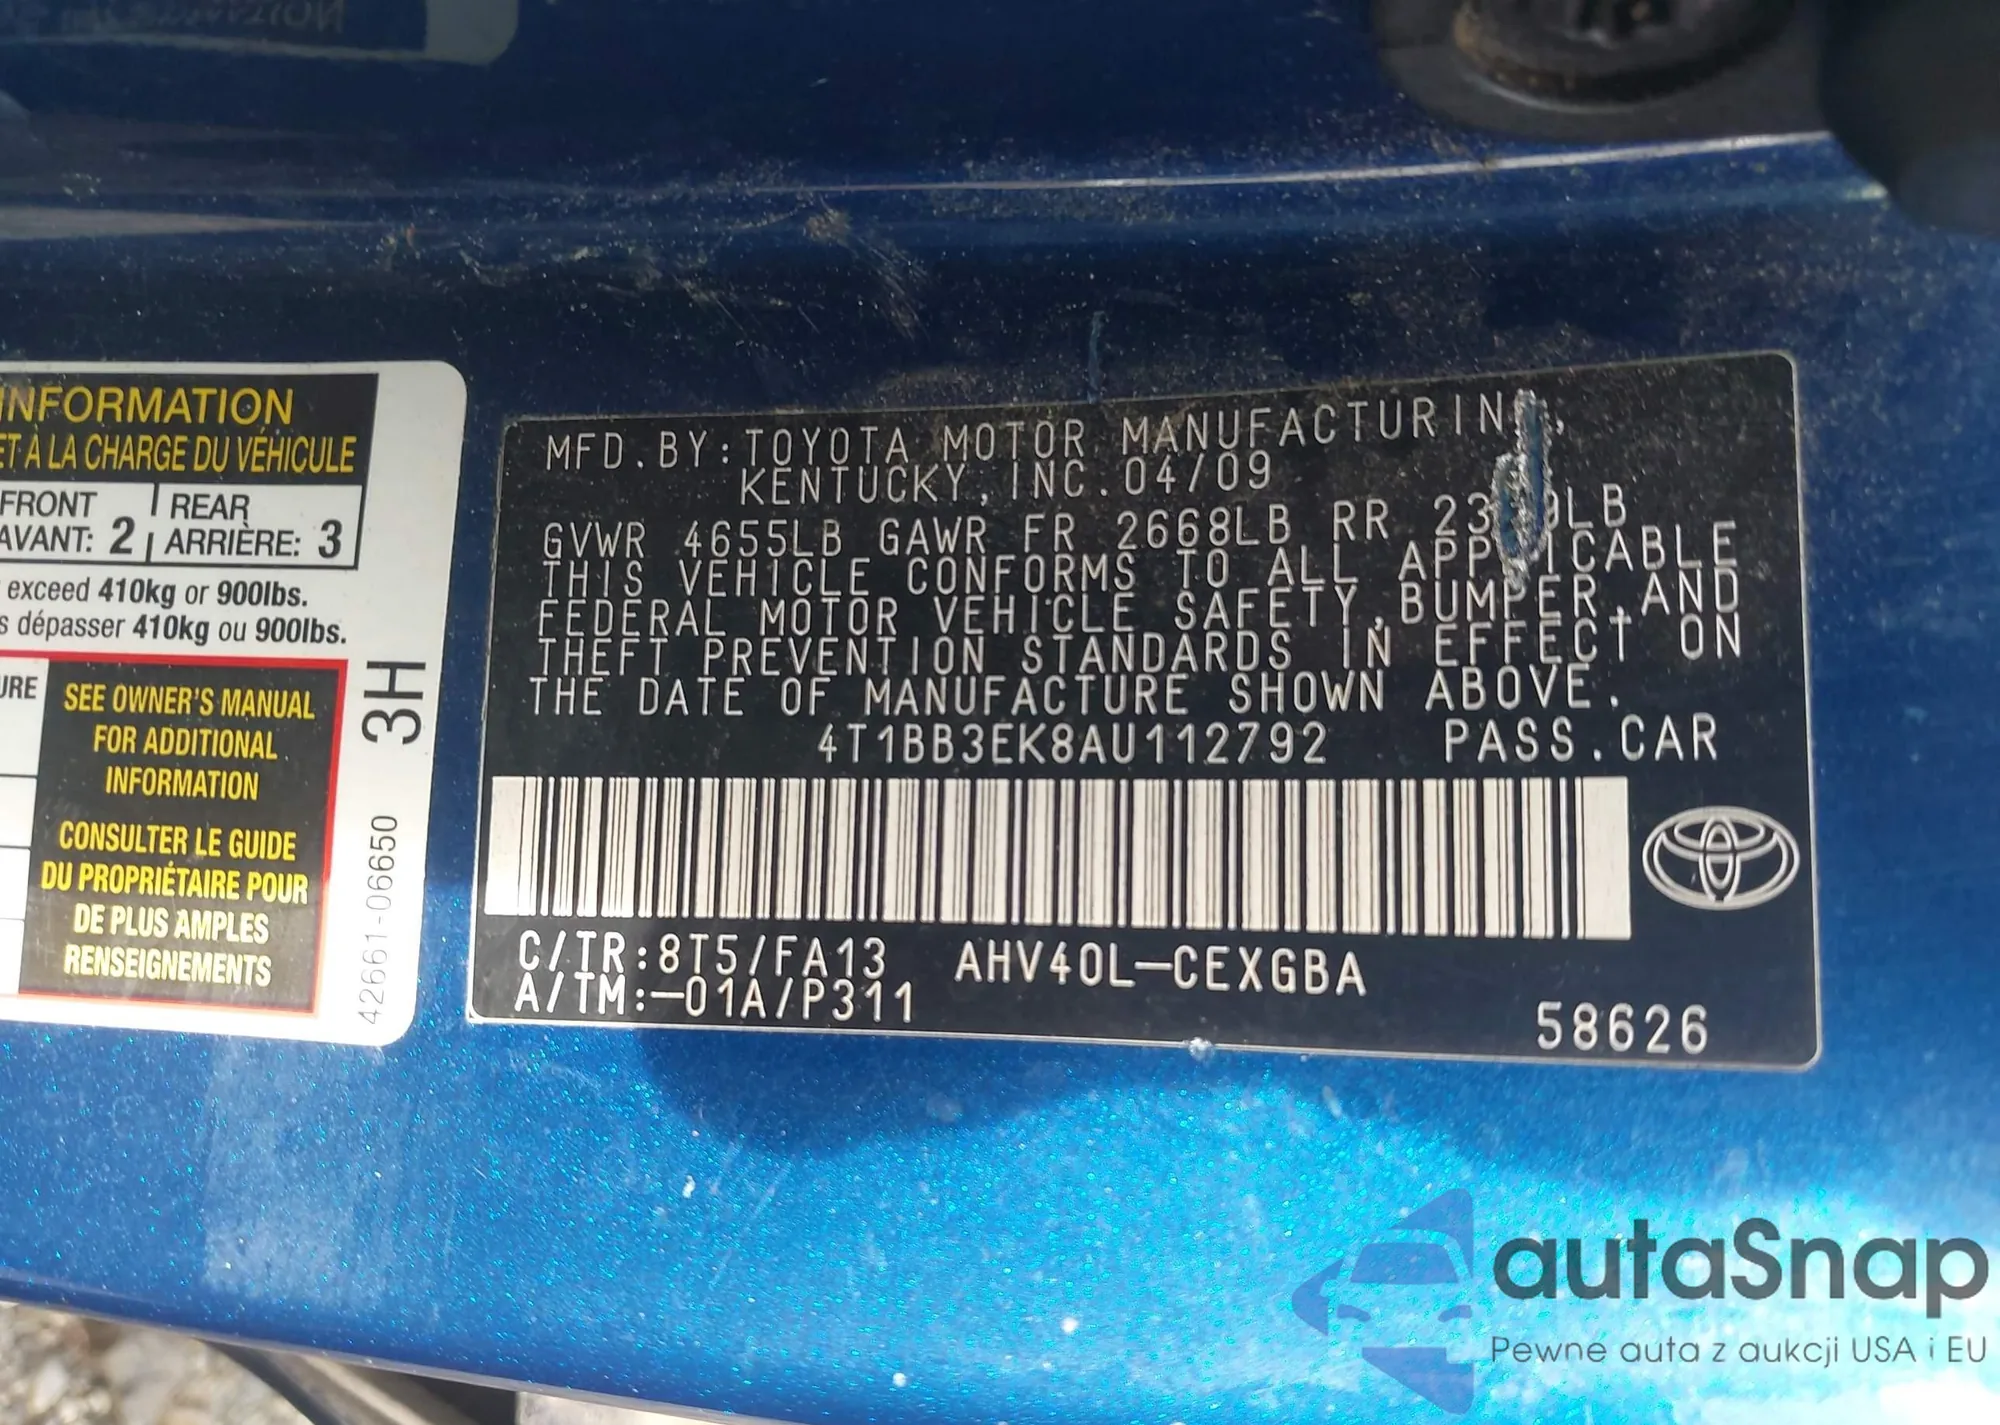 INFORMATION
ET À LA CHARGE DU VÉHICULE
FRONT
AVANT: 2
REAR
ARRIÈRE: 3
exceed 410kg or 900lbs.
dépasser 410kg ou 900lbs.
SEE OWNER'S MANUAL
FOR ADDITIONAL
INFORMATION
CONSULTER LE GUIDE
DU PROPRIÉTAIRE POUR
DE PLUS AMPLES
RENSEIGNEMENTS
3H
42661-06650
MFD.BY:TOYOTA MOTOR
KENTUCKY,INC.04/09
GVWR 4655LB GAWR FR 2668LB RR
THIS VEHICLE CONFORMS TO ALL
FEDERAL MOTOR VEHICLE SAFETY,BUMPER,AND
THEFT PREVENTION STANDARDS IN EFFECT ON
THE DATE OF MANUFACTURE SHOWN ABOVE.
4T1BB3EK8AU112792 PASS.CAR
C/TR:8T5/FA13 AHV40L-CEXGBA
A/TM:-01A/P311
58626
autaSnap
Pewne auta z aukcji USA i EU